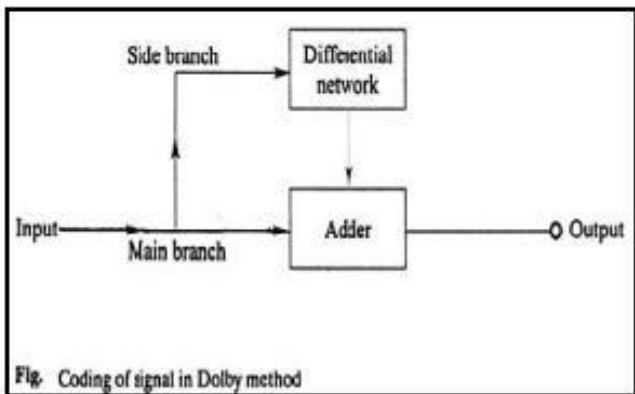 Side branch
Differential
network
Input
Main branch
Adder
Output
Fig. Coding of signal in Dolby method